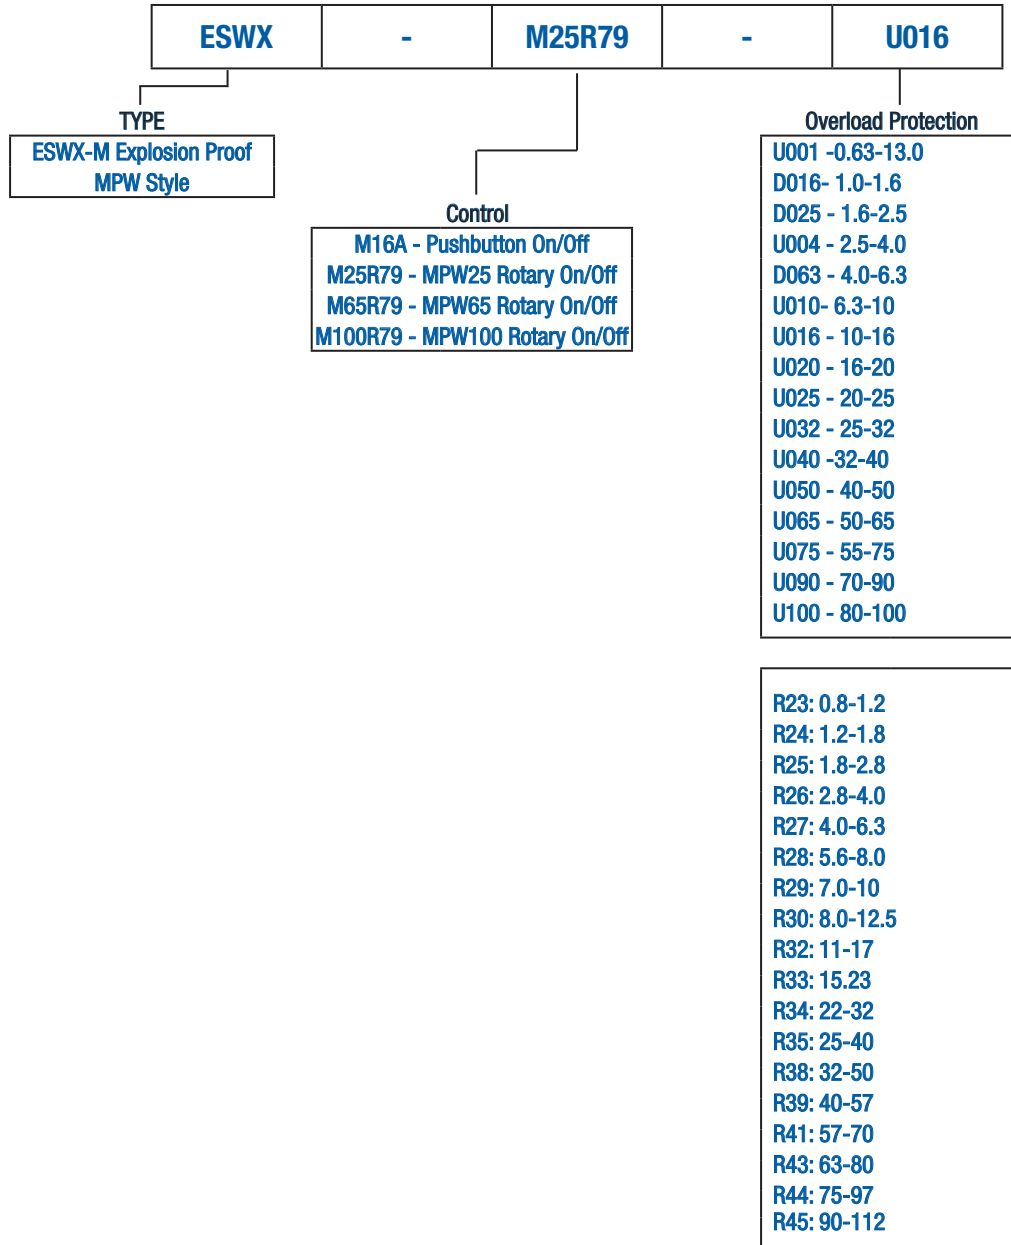 ESWX - M25R79 - U016
TYPE
ESWX-M Explosion Proof
MPW Style
Control
M16A - Pushbutton On/Off
M25R79 - MPW25 Rotary On/Off
M65R79 - MPW65 Rotary On/Off
M100R79 - MPW100 Rotary On/Off
Overload Protection
U001 -0.63-13.0
D016- 1.0-1.6
D025 - 1.6-2.5
U004 - 2.5-4.0
D063 - 4.0-6.3
U010- 6.3-10
U016 - 10-16
U020 - 16-20
U025 - 20-25
U032 - 25-32
U040 -32-40
U050 - 40-50
U065 - 50-65
U075 - 55-75
U090 - 70-90
U100 - 80-100
R23: 0.8-1.2
R24: 1.2-1.8
R25: 1.8-2.8
R26: 2.8-4.0
R27: 4.0-6.3
R28: 5.6-8.0
R29: 7.0-10
R30: 8.0-12.5
R32: 11-17
R33: 15.23
R34: 22-32
R35: 25-40
R38: 32-50
R39: 40-57
R41: 57-70
R43: 63-80
R44: 75-97
R45: 90-112